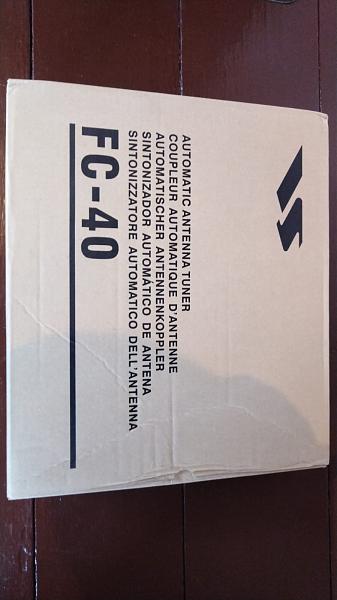 AUTOMATIC ANTENNA TUNER
COUPLEUR AUTOMATIQUE D'ANTENNE
AUTOMATISCHER ANTENNENKOPPLER
SINTONIZADOR AUTOMÁTICO DE ANTENA
SINTONIZZATORE AUTOMATICO DELL'ANTENNA
FC-40